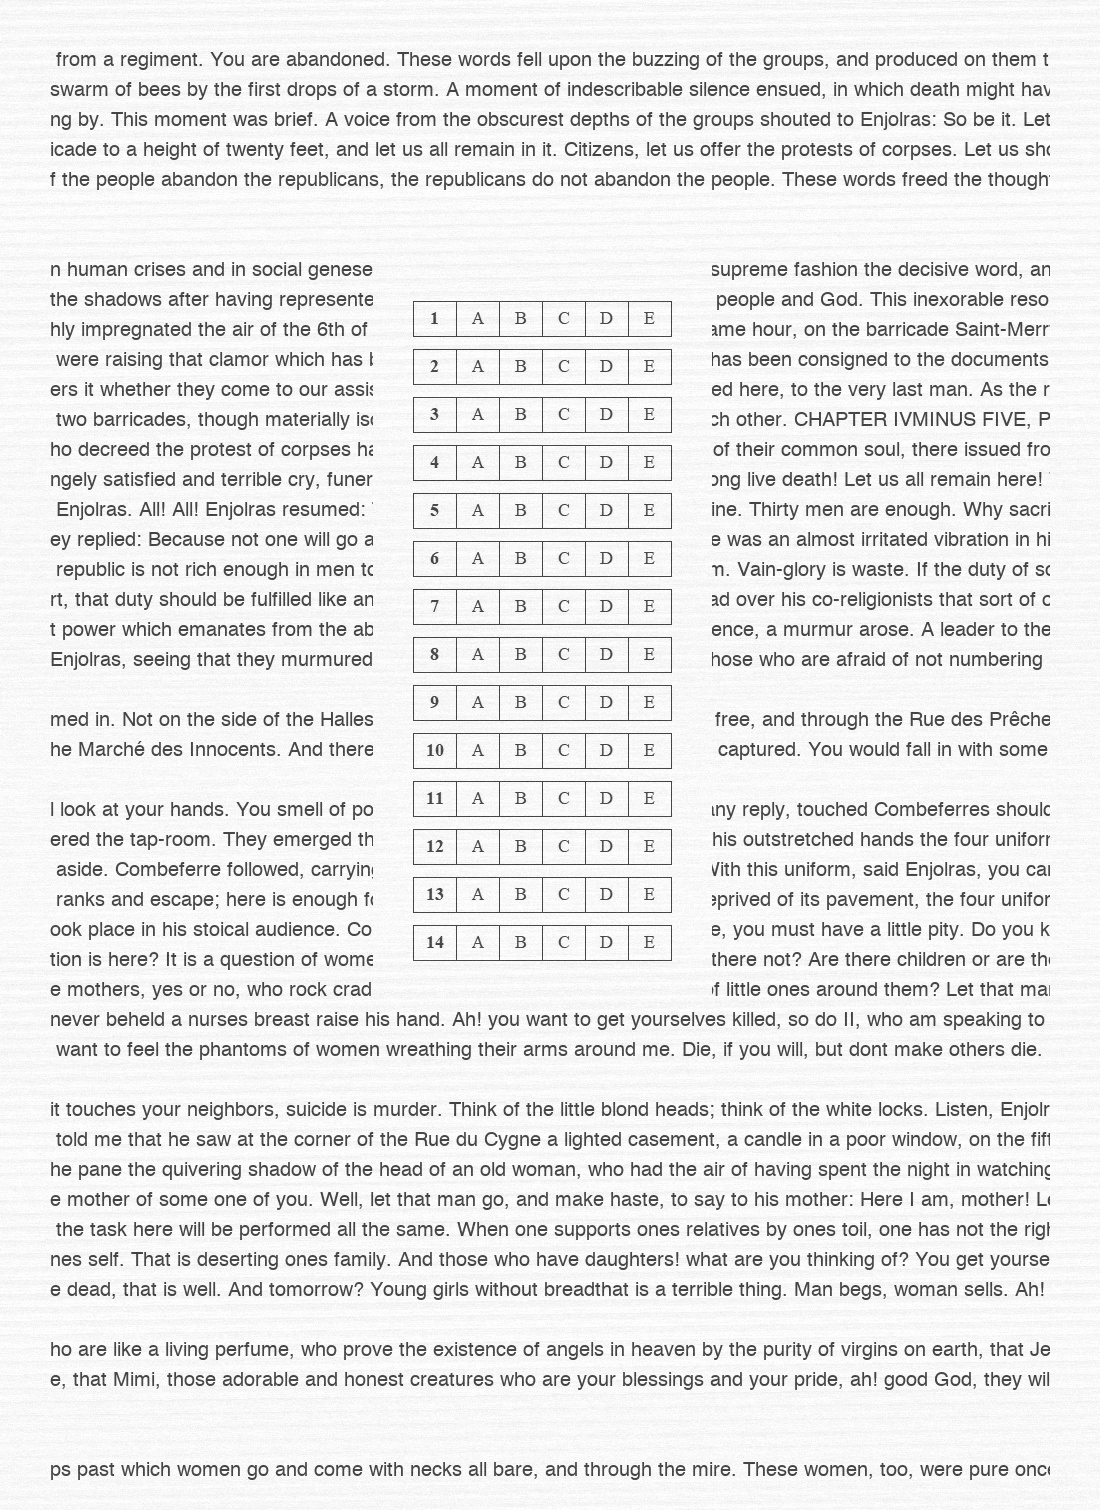 from a regiment. You are abandoned. These words fell upon the buzzing of the groups, and produced on them
swarm of bees by the first drops of a storm. A moment of indescribable silence ensued, in which death might
ng by. This moment was brief. A voice from the obscurest depths of the groups shouted to Enjolras: So be it. Let
icade to a height of twenty feet, and let us all remain in it. Citizens, let us offer the protests of corpses. Let us
f the people abandon the republicans, the republicans do not abandon the people. These words freed the
n human crises and in social genese
the shadows after having represente
hly impregnated the air of the 6th of
were raising that clamor which has
ers it whether they come to our
two barricades, though materially
ho decreed the protest of corpses
ngely satisfied and terrible cry, funer
Enjolras. All! All! Enjolras resumed:
ey replied: Because not one will go a
republic is not rich enough in men
rt, that duty should be fulfilled like an
t power which emanates from the ab
Enjolras, seeing that they murmured
med in. Not on the side of the Halles
he Marché des Innocents. And there
l look at your hands. You smell of po
ered the tap-room. They emerged th
aside. Combeferre followed,
ranks and escape; here is enough
ook place in his stoical audience. Co
tion is here? It is a question of wome
e mothers, yes or no, who rock crad
1 A B C D E
2 A B C D E
3 A B C D E
4 A B C D E
5 A B C D E
6 A B C D E
7 A B C D E
8 A B C D E
9 A B C D E
10 A B C D E
11 A B C D E
12 A B C D E
13 A B C D E
14 A B C D E
supreme fashion the decisive word, an
people and God. This inexorable reso
ame hour, on the barricade
has been consigned to the documents
ed here, to the very last man. As the
ch other. CHAPTER IVMINUS FIVE, P
of their common soul, there issued fro
ong live death! Let us all remain here!
ine. Thirty men are enough. Why sacri
e was an almost irritated vibration in hi
m. Vain-glory is waste. If the duty of
ad over his co-religionists that sort of
ence, a murmur arose. A leader to the
hose who are afraid of not numbering
free, and through the Rue des Prêche
captured. You would fall in with some
any reply, touched Combeferres
his outstretched hands the four
With this uniform, said Enjolras, you
eprived of its pavement, the four
e, you must have a little pity. Do you k
there not? Are there children or are
of little ones around them? Let that
never beheld a nurses breast raise his hand. Ah! you want to get yourselves killed, so do II, who am speaking to
want to feel the phantoms of women wreathing their arms around me. Die, if you will, but dont make others die.
it touches your neighbors, suicide is murder. Think of the little blond heads; think of the white locks. Listen,
told me that he saw at the corner of the Rue du Cygne a lighted casement, a candle in a poor window, on the
he pane the quivering shadow of the head of an old woman, who had the air of having spent the night in watching
e mother of some one of you. Well, let that man go, and make haste, to say to his mother: Here I am, mother!
the task here will be performed all the same. When one supports ones relatives by ones toil, one has not the
nes self. That is deserting ones family. And those who have daughters! what are you thinking of? You get yourse
e dead, that is well. And tomorrow? Young girls without breadthat is a terrible thing. Man begs, woman sells. Ah!
ho are like a living perfume, who prove the existence of angels in heaven by the purity of virgins on earth, that Je
e, that Mimi, those adorable and honest creatures who are your blessings and your pride, ah! good God, they wil
ps past which women go and come with necks all bare, and through the mire. These women, too, were pure once